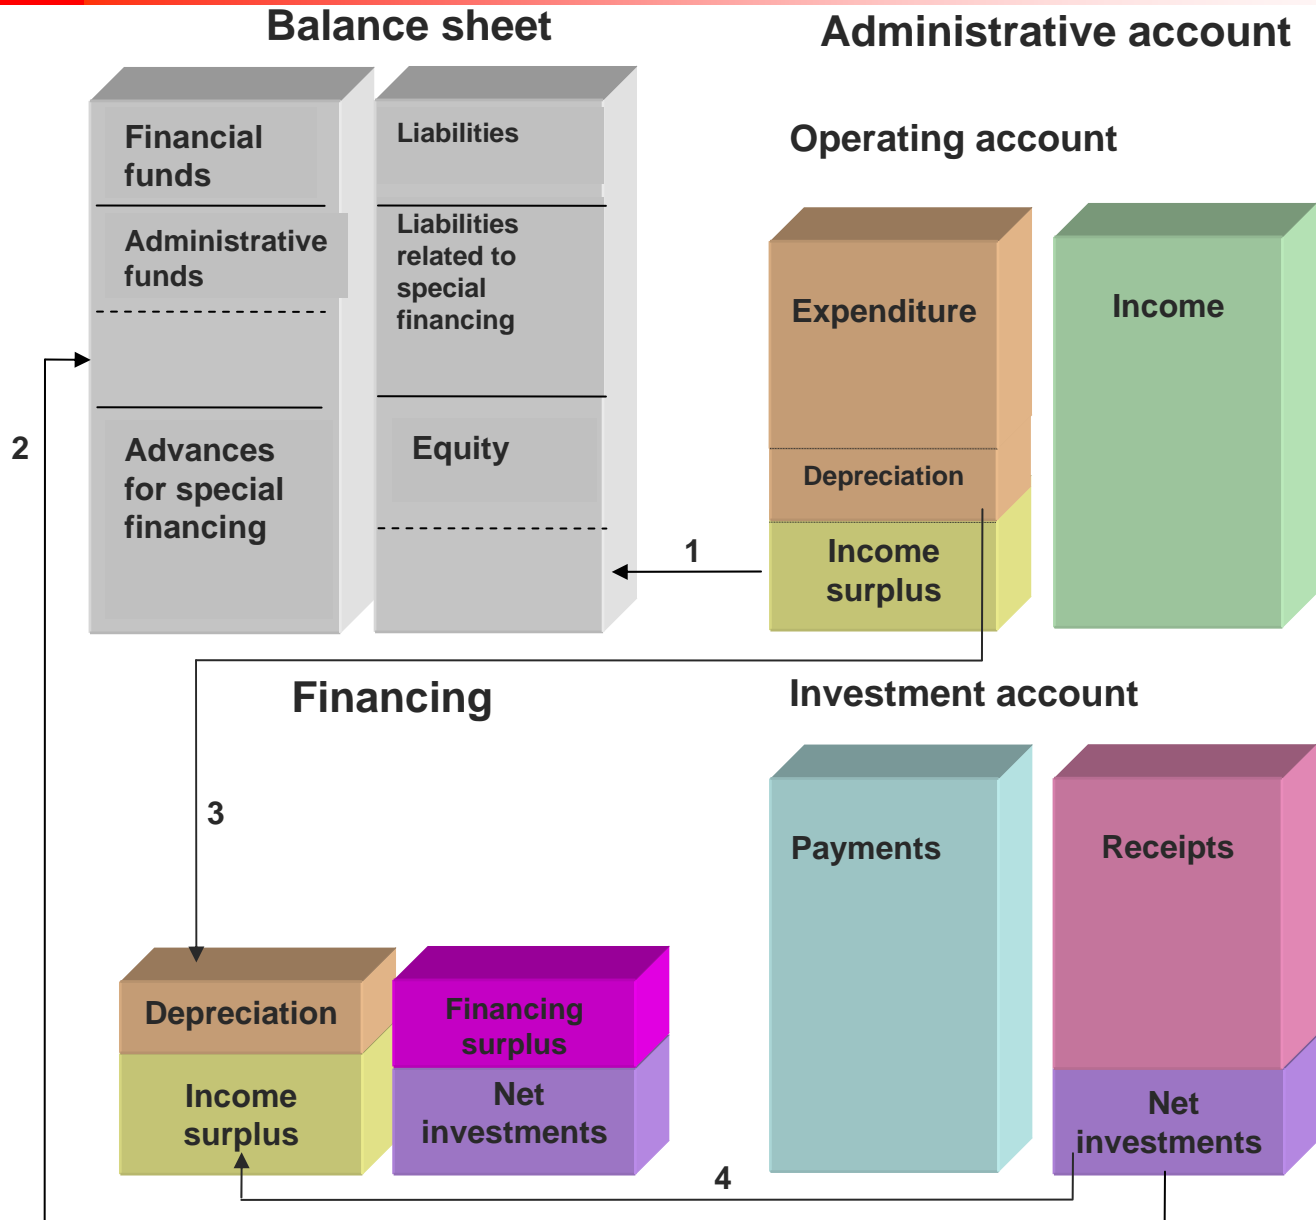 Balance sheet
Administrative account
Financial
funds
Administrative
funds
Advances
for special
financing
Liabilities
Liabilities
related to
special
financing
Equity
Operating account
Expenditure
Depreciation
Income
surplus
Income
1
2
Financing
3
Depreciation
Income
surplus
Financing
surplus
Net
investments
Investment account
Payments
Receipts
Net
investments
4